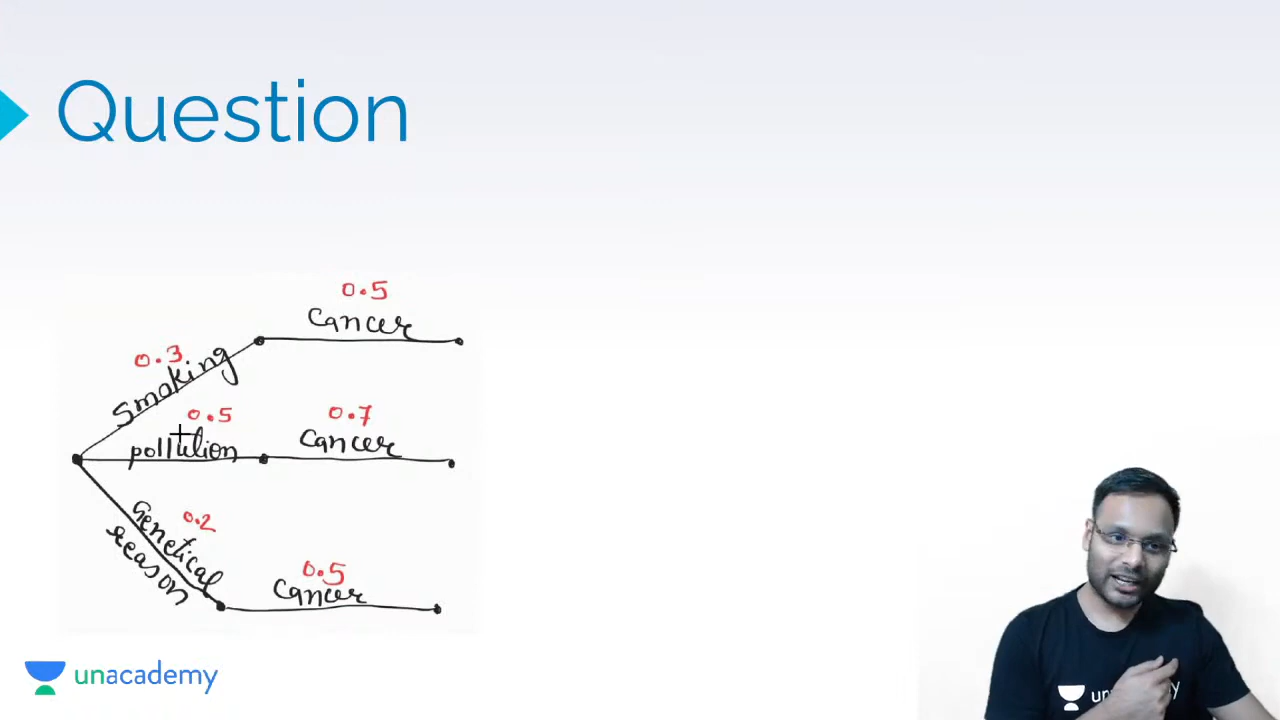 Question
0.5
cancer
0.3
smoking
0.5
0.7
pollution
cancer
0.2
Genetical
reason
0.5
cancer
unacademy
un